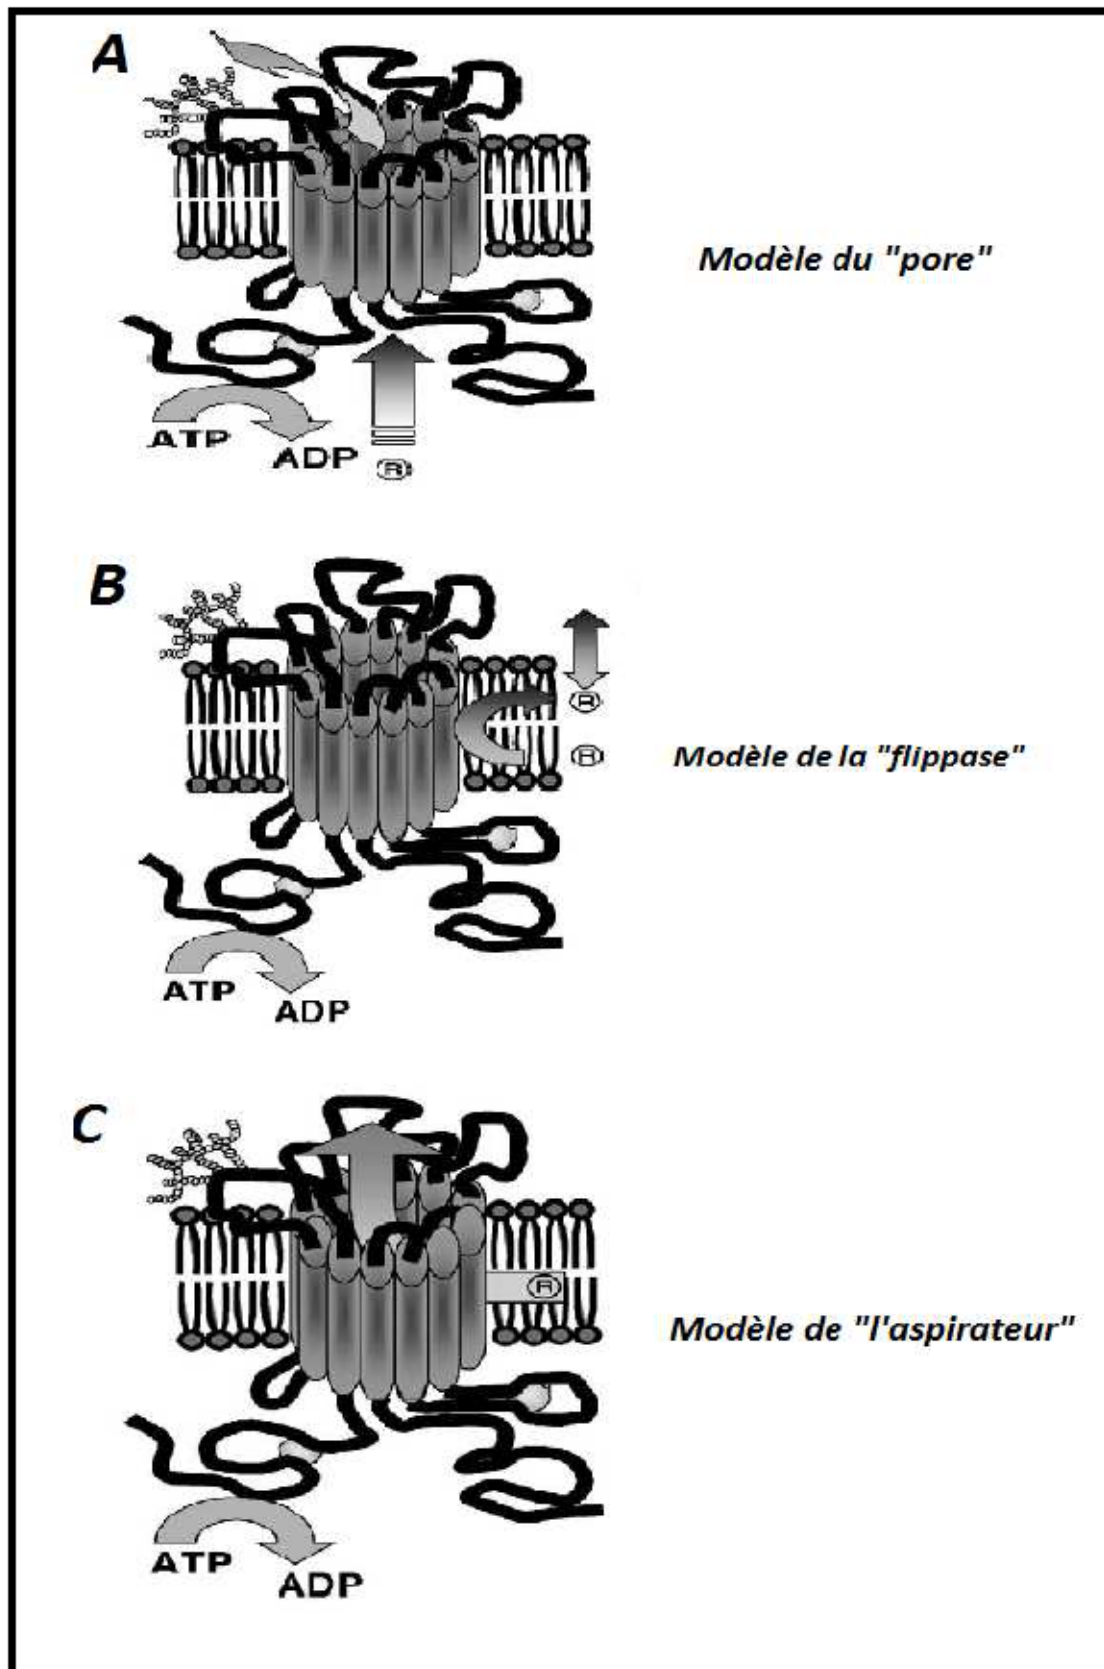 A
Modèle du "pore"
ATP
ADP
R
B
R
R
Modèle de la "flippase"
ATP
ADP
C
R
Modèle de "l'aspirateur"
ATP
ADP